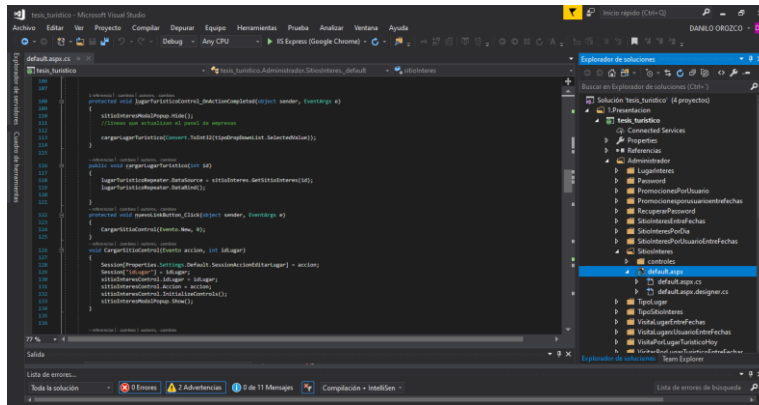 tesis_turistico - Microsoft Visual Studio
Inicio rápido (Ctrl+Q)
Archivo Editar Ver Proyecto Compilar Depurar Equipo Herramientas Prueba Analizar Ventana Ayuda
DANILO OROZCO
Debug Any CPU IIS Express (Google Chrome)
Explorador de servidores
Cuadro de herramientas
default.aspx.cs
tesis_turistico
tesis_turistico.Administrador.SitiosInteres._default
sitioInteres
protected void lugarTuristicoControl_OnActionCompleted(object sender, EventArgs e)
{
sitioInteresModalPopup.Hide();
//lineas que actualizan el panel de empresas
cargarLugarTuristico(Convert.ToInt32(tipoDropDownList.SelectedValue));
}
public void cargarLugarTuristico(int id)
{
lugarTuristicoRepeater.DataSource = sitioInteres.GetSitioInteres(id);
lugarTuristicoRepeater.DataBind();
}
protected void nuevoLinkButton_Click(object sender, EventArgs e)
{
CargarSitioControl(Evento.New, 0);
}
void CargarSitioControl(Evento accion, int idLugar)
{
Session[Properties.Settings.Default.SessionAccionEditarLugar] = accion;
Session["idLugar"] = idLugar;
sitioInteresControl.idLugar = idLugar;
sitioInteresControl.Accion = accion;
sitioInteresControl.InitializeControls();
sitioInteresModalPopup.Show();
}
77 %
Salida
Lista de errores...
Toda la solución
0 Errores
2 Advertencias
0 de 11 Mensajes
Compilación + IntelliSen
Lista de errores de búsqueda
Explorador de soluciones
Buscar en Explorador de soluciones (Ctrl+')
Solución 'tesis_turistico' (4 proyectos)
1.Presentacion
tesis_turistico
Connected Services
Properties
Referencias
Administrador
LugarInteres
Password
PromocionesPorUsuario
Promocionesporusuarioentrefechas
RecuperarPassword
SitioInteresEntreFechas
SitioInteresPorDia
SitioInteresPorUsuarioEntreFechas
SitiosInteres
controles
default.aspx
default.aspx.cs
default.aspx.designer.cs
TipoLugar
TipoSitioInteres
VisitaLugarEntreFechas
VisitaLugarxUsuarioEntreFechas
VisitaPorLugarTuristicoHoy
VisitasPorLugarTuristicoEntreFechas
Explorador de soluciones Team Explorer